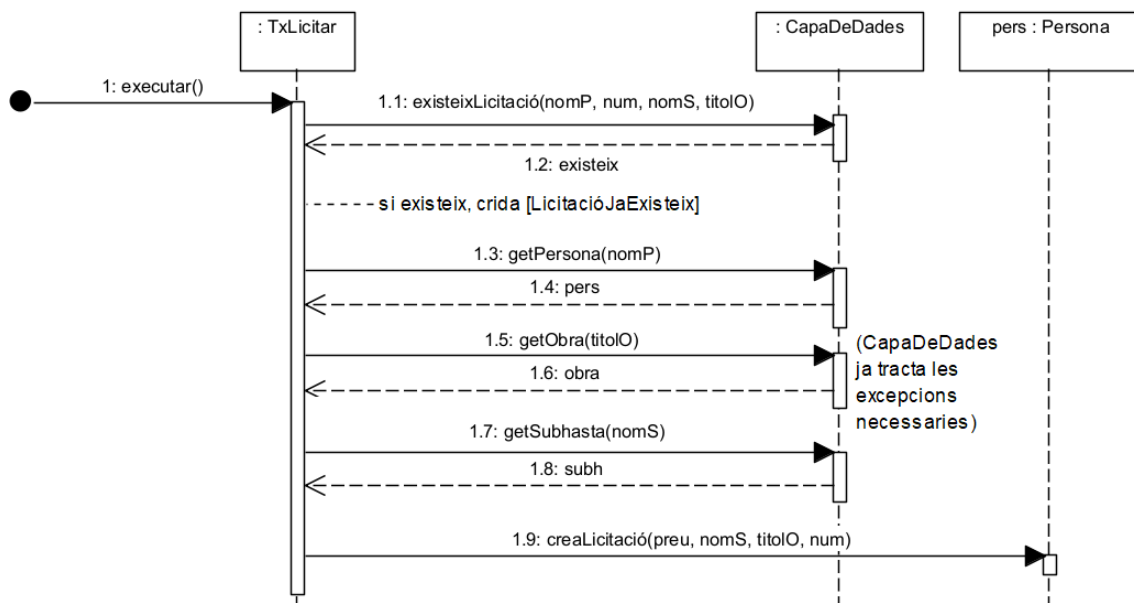 : TxLicitar
: CapaDeDades
pers : Persona
1: executar()
1.1: existeixLicitació(nomP, num, nomS, titolO)
1.2: existeix
si existeix, crida [LicitacióJaExisteix]
1.3: getPersona(nomP)
1.4: pers
1.5: getObra(titolO)
1.6: obra
(CapaDeDades
ja tracta les
excepcions
necessaries)
1.7: getSubhasta(nomS)
1.8: subh
1.9: creaLicitació(preu, nomS, titolO, num)